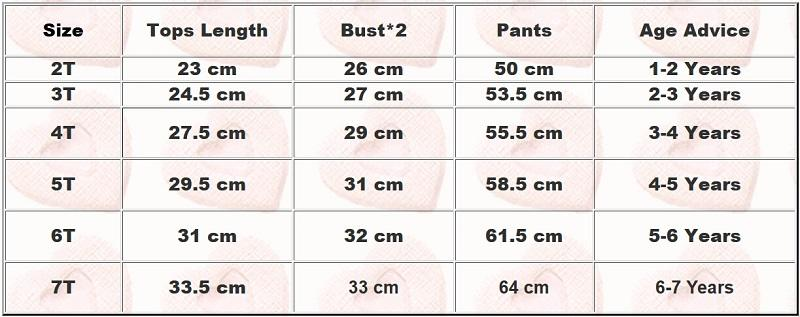 Size Tops Length Bust*2 Pants Age Advice
2T 23 cm 26 cm 50 cm 1-2 Years
3T 24.5 cm 27 cm 53.5 cm 2-3 Years
4T 27.5 cm 29 cm 55.5 cm 3-4 Years
5T 29.5 cm 31 cm 58.5 cm 4-5 Years
6T 31 cm 32 cm 61.5 cm 5-6 Years
7T 33.5 cm 33 cm 64 cm 6-7 Years